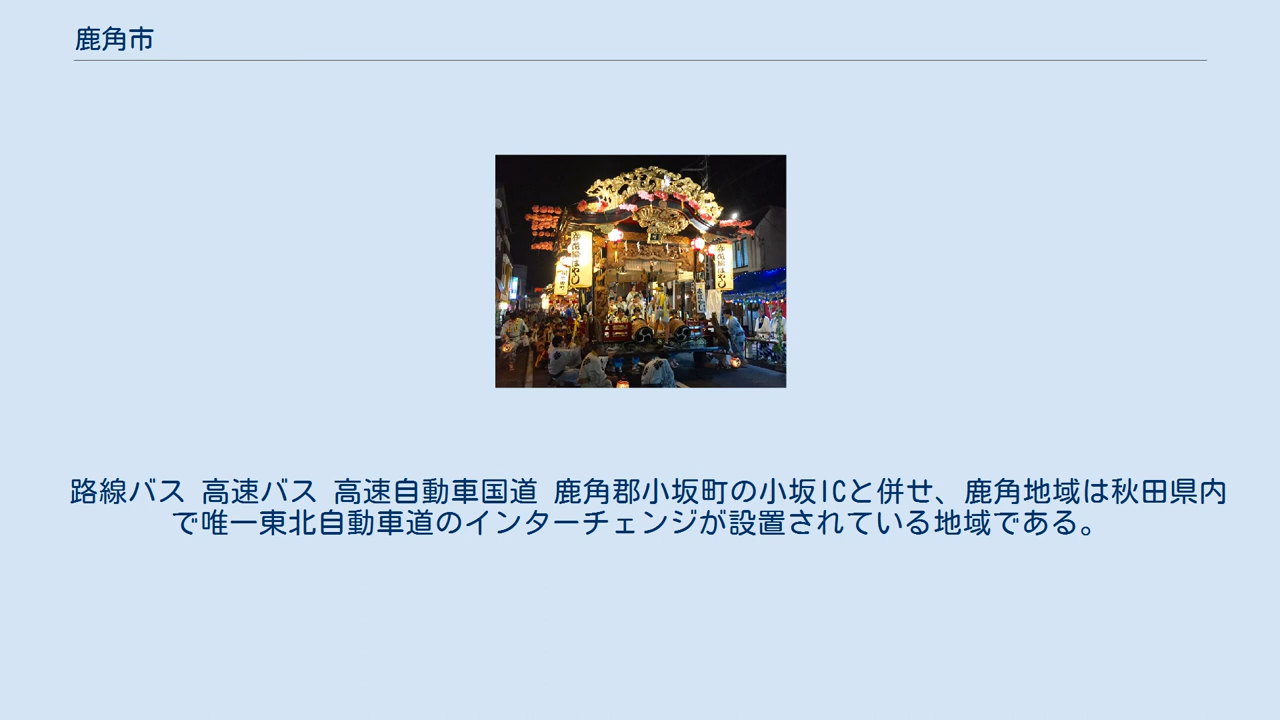 鹿角市
路線バス 高速バス 高速自動車国道 鹿角郡小坂町の小坂ICと併せ、鹿角地域は秋田県内
で唯一東北自動車道のインターチェンジが設置されている地域である。